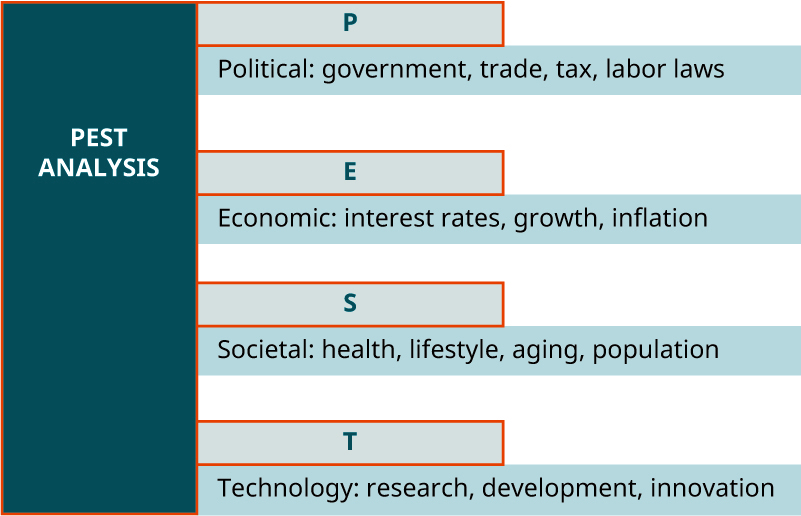 PEST
ANALYSIS
P
Political: government, trade, tax, labor laws
E
Economic: interest rates, growth, inflation
S
Societal: health, lifestyle, aging, population
T
Technology: research, development, innovation